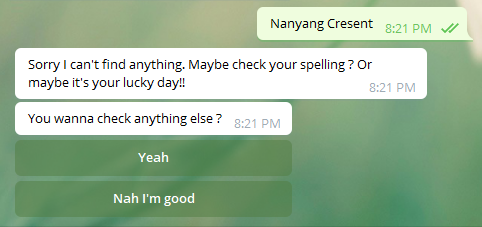 Nanyang Cresent 8:21 PM
Sorry I can't find anything. Maybe check your spelling ? Or
maybe it's your lucky day!!
8:21 PM
You wanna check anything else ? 8:21 PM
Yeah
Nah I'm good